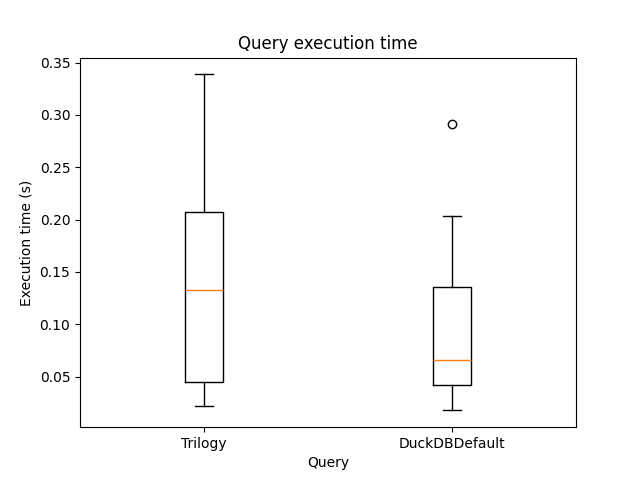 Query execution time
0.35
0.30
0.25
0.20
0.15
0.10
0.05
Execution time (s)
Trilogy
DuckDBDefault
Query